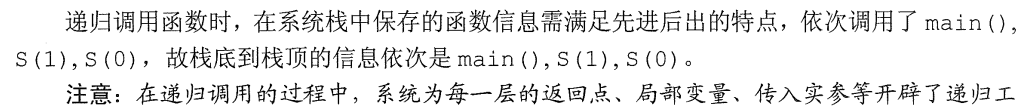 递归调用函数时，在系统栈中保存的函数信息需满足先进后出的特点，依次调用了 main(),
S(1),S(0)，故栈底到栈顶的信息依次是 main(),S(1),S(0)。
注意：在递归调用的过程中，系统为每一层的返回点、局部变量、传入实参等开辟了递归工